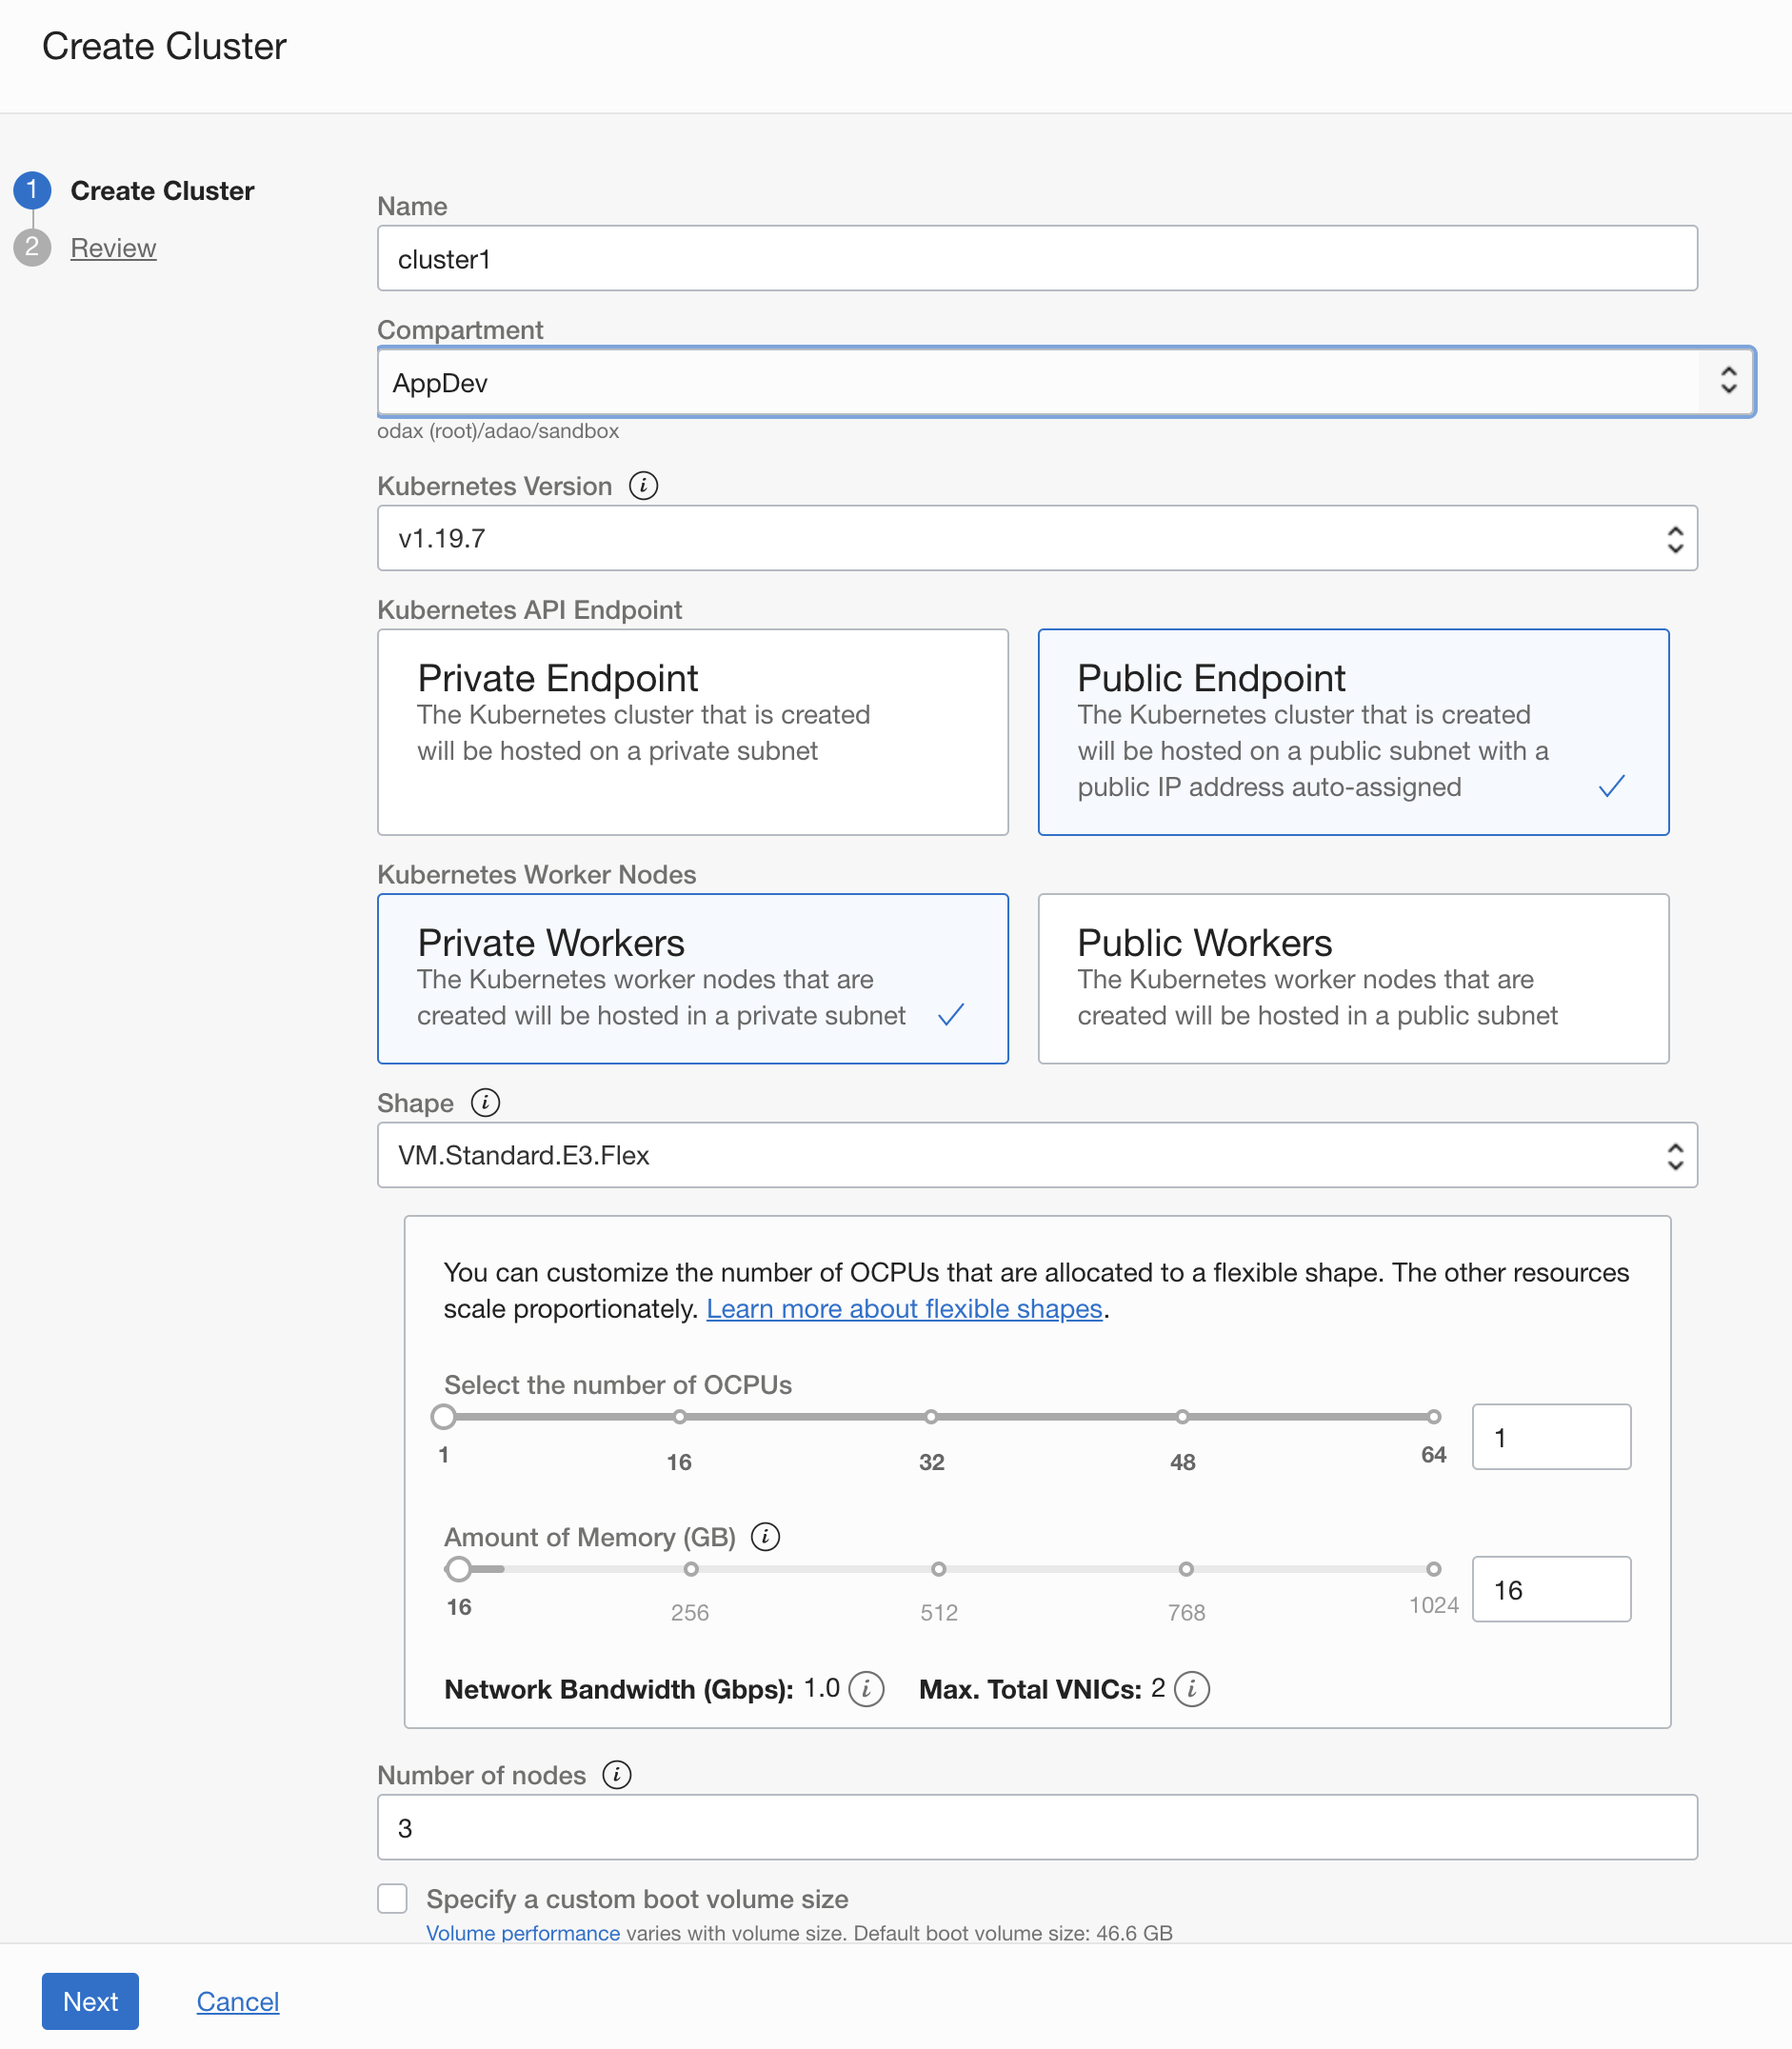 Create Cluster
1 Create Cluster
2 Review
Name
cluster1
Compartment
AppDev
odax (root)/adao/sandbox
Kubernetes Version i
v1.19.7
Kubernetes API Endpoint
Private Endpoint
The Kubernetes cluster that is created
will be hosted on a private subnet
Public Endpoint
The Kubernetes cluster that is created
will be hosted on a public subnet with a
public IP address auto-assigned
Kubernetes Worker Nodes
Private Workers
The Kubernetes worker nodes that are
created will be hosted in a private subnet
Public Workers
The Kubernetes worker nodes that are
created will be hosted in a public subnet
Shape i
VM.Standard.E3.Flex
You can customize the number of OCPUs that are allocated to a flexible shape. The other resources
scale proportionately. Learn more about flexible shapes.
Select the number of OCPUs
1 16 32 48 64
1
Amount of Memory (GB) i
16 256 512 768 1024
16
Network Bandwidth (Gbps): 1.0 i Max. Total VNICs: 2 i
Number of nodes i
3
Specify a custom boot volume size
Volume performance varies with volume size. Default boot volume size: 46.6 GB
Next Cancel